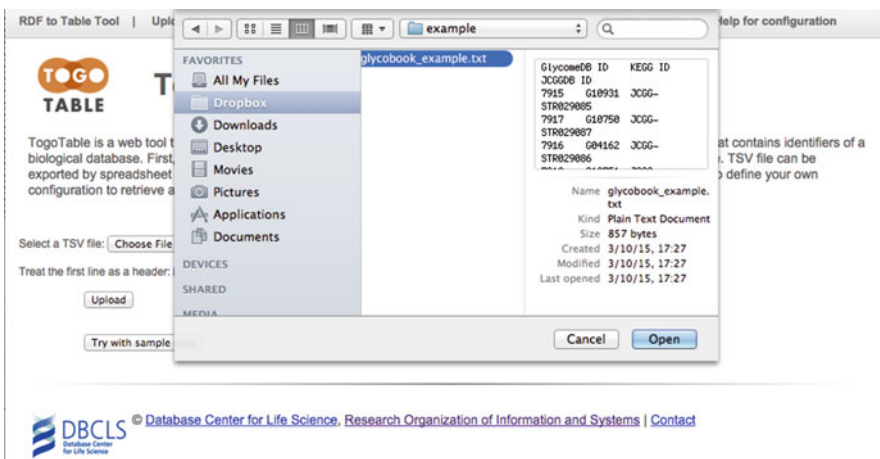 RDF to Table Tool | Uplo
example
Help for configuration
TOGO
TABLE
T
FAVORITES
All My Files
Dropbox
Downloads
Desktop
Movies
Pictures
Applications
Documents
DEVICES
SHARED
MEDIA
glycobook_example.txt
GlycomeDB ID KEGG ID
JCGGDB ID
7915 G10931 JCGG-
STR029085
7917 G10750 JCGG-
STR029087
7916 G04162 JCGG-
STR029086
Name glycobook_example.
txt
Kind Plain Text Document
Size 857 bytes
Created 3/10/15, 17:27
Modified 3/10/15, 17:27
Last opened 3/10/15, 17:27
Cancel Open
TogoTable is a web tool t
at contains identifiers of a
biological database. First,
. TSV file can be
exported by spreadsheet
o define your own
configuration to retrieve a
Select a TSV file: Choose File
Treat the first line as a header:
Upload
Try with sample
DBCLS
Database Center
for Life Science
© Database Center for Life Science, Research Organization of Information and Systems | Contact